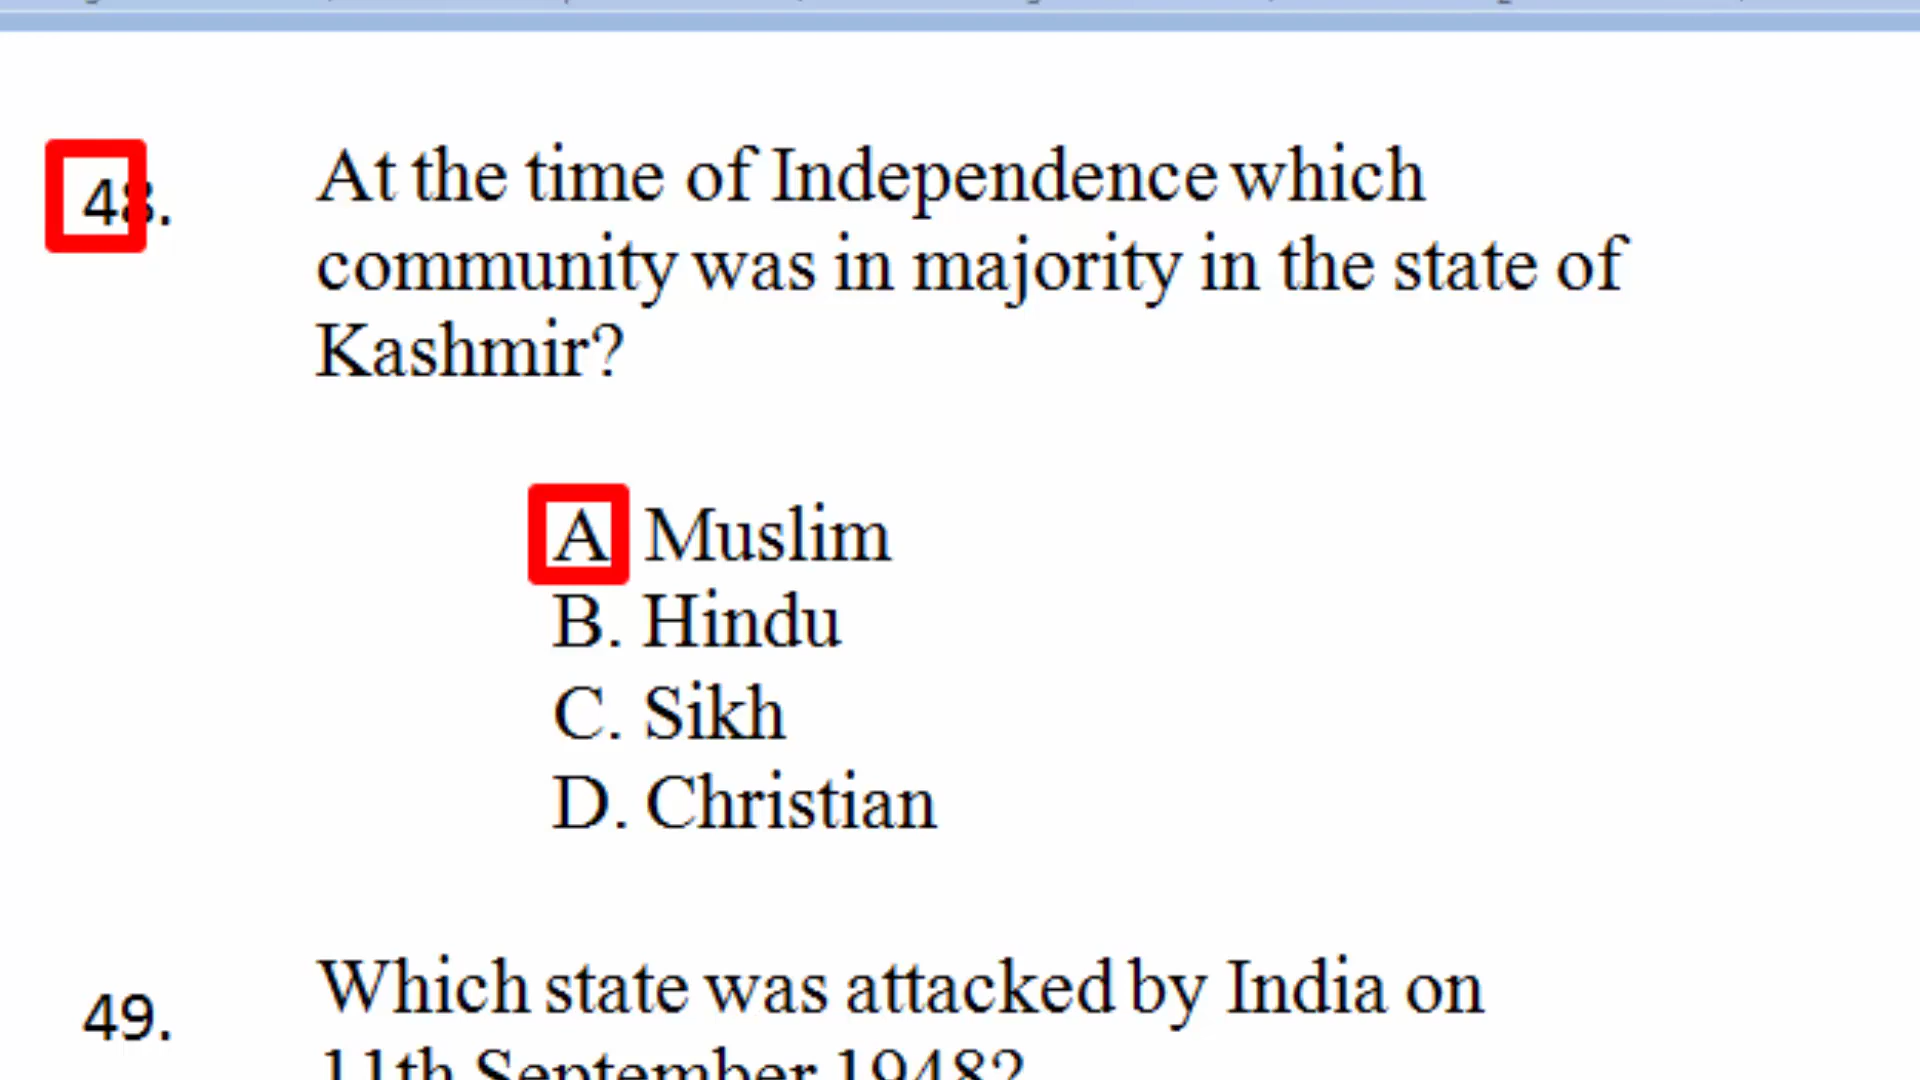 48. At the time of Independence which
community was in majority in the state of
Kashmir?
A Muslim
B. Hindu
C. Sikh
D. Christian
49. Which state was attacked by India on
11th September 1948?